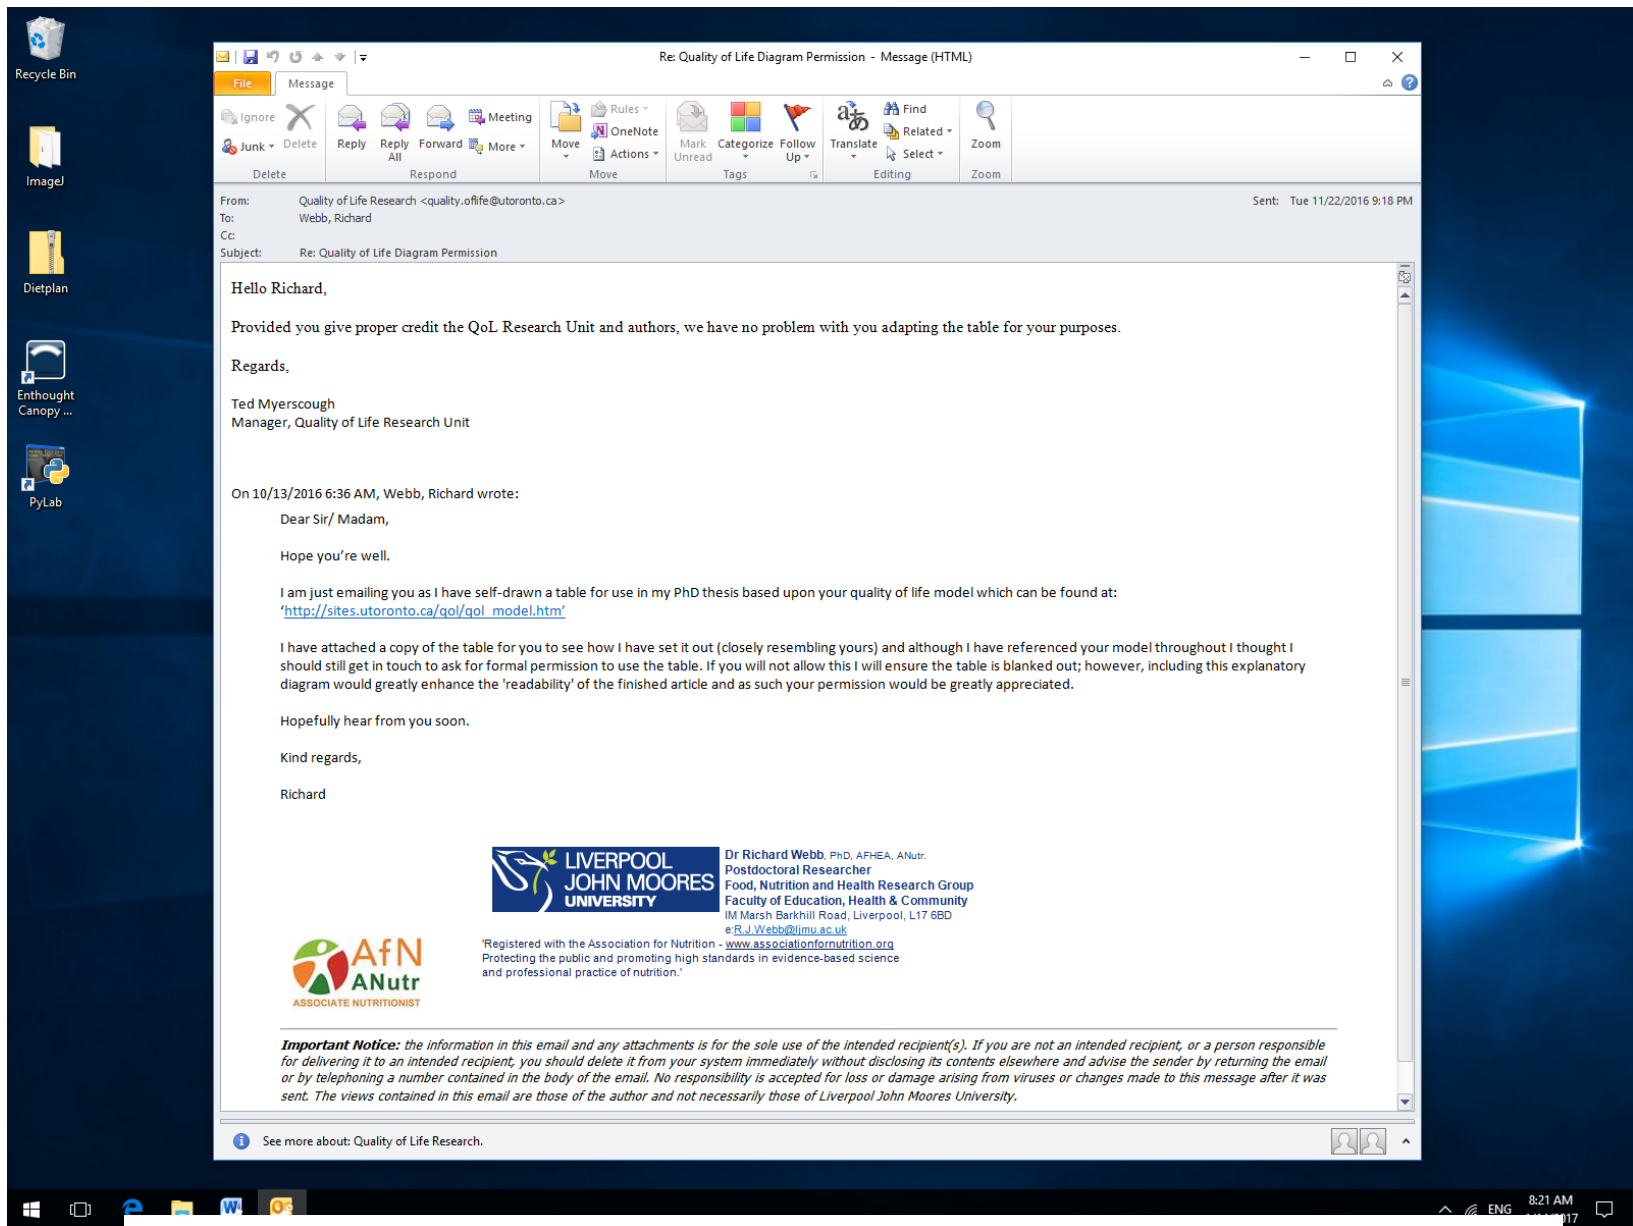 Recycle Bin
ImageJ
Dietplan
Enthought
Canopy ...
PyLab
Re: Quality of Life Diagram Permission - Message (HTML)
File
Message
Ignore
Junk
Delete
Delete
Reply
Reply
All
Forward
Meeting
More
Respond
Move
Rules
OneNote
Actions
Move
Mark
Unread
Categorize
Follow
Up
Tags
Translate
Find
Related
Select
Editing
Zoom
Zoom
From: Quality of Life Research <quality.oflife@utoronto.ca>
Sent: Tue 11/22/2016 9:18 PM
To: Webb, Richard
Cc:
Subject: Re: Quality of Life Diagram Permission
Hello Richard,
Provided you give proper credit the QoL Research Unit and authors, we have no problem with you adapting the table for your purposes.
Regards,
Ted Myerscough
Manager, Quality of Life Research Unit
On 10/13/2016 6:36 AM, Webb, Richard wrote:
Dear Sir/ Madam,
Hope you're well.
I am just emailing you as I have self-drawn a table for use in my PhD thesis based upon your quality of life model which can be found at:
'http://sites.utoronto.ca/qol/qol_model.htm'
I have attached a copy of the table for you to see how I have set it out (closely resembling yours) and although I have referenced your model throughout I thought I
should still get in touch to ask for formal permission to use the table. If you will not allow this I will ensure the table is blanked out; however, including this explanatory
diagram would greatly enhance the 'readability' of the finished article and as such your permission would be greatly appreciated.
Hopefully hear from you soon.
Kind regards,
Richard
LIVERPOOL
JOHN MOORES
UNIVERSITY
Dr Richard Webb, PhD, AFHEA, ANutr.
Postdoctoral Researcher
Food, Nutrition and Health Research Group
Faculty of Education, Health & Community
IM Marsh Barkhill Road, Liverpool, L17 6BD
e:R.J.Webb@ljmu.ac.uk
AfN
ANutr
ASSOCIATE NUTRITIONIST
'Registered with the Association for Nutrition - www.associationfornutrition.org
Protecting the public and promoting high standards in evidence-based science
and professional practice of nutrition.'
Important Notice: the information in this email and any attachments is for the sole use of the intended recipient(s). If you are not an intended recipient, or a person responsible
for delivering it to an intended recipient, you should delete it from your system immediately without disclosing its contents elsewhere and advise the sender by returning the email
or by telephoning a number contained in the body of the email. No responsibility is accepted for loss or damage arising from viruses or changes made to this message after it was
sent. The views contained in this email are those of the author and not necessarily those of Liverpool John Moores University.
See more about: Quality of Life Research.
ENG
8:21 AM